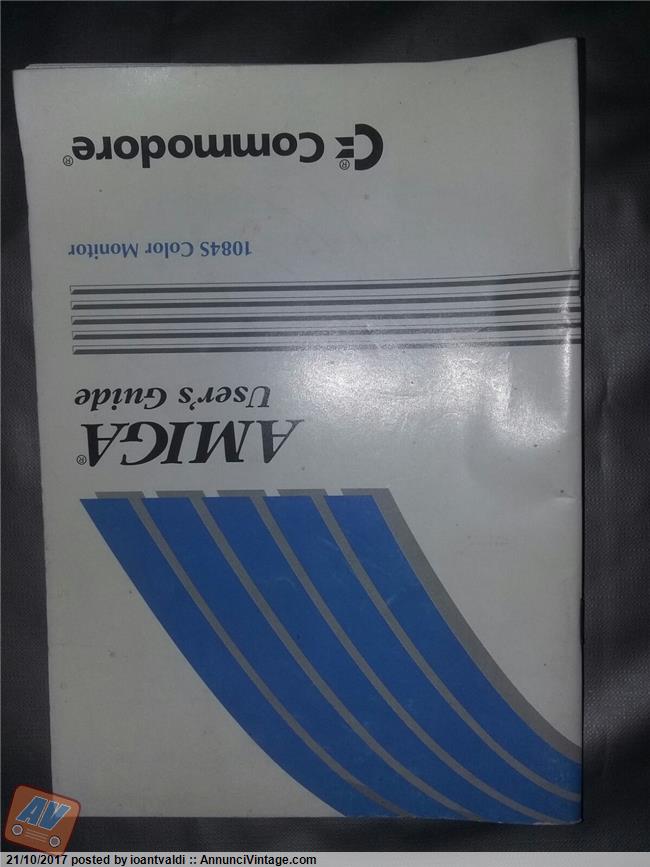 AMIGA®
User's Guide
1084S Color Monitor
® Commodore®
AV
21/10/2017 posted by ioantvaldi :: AnnunciVintage.com